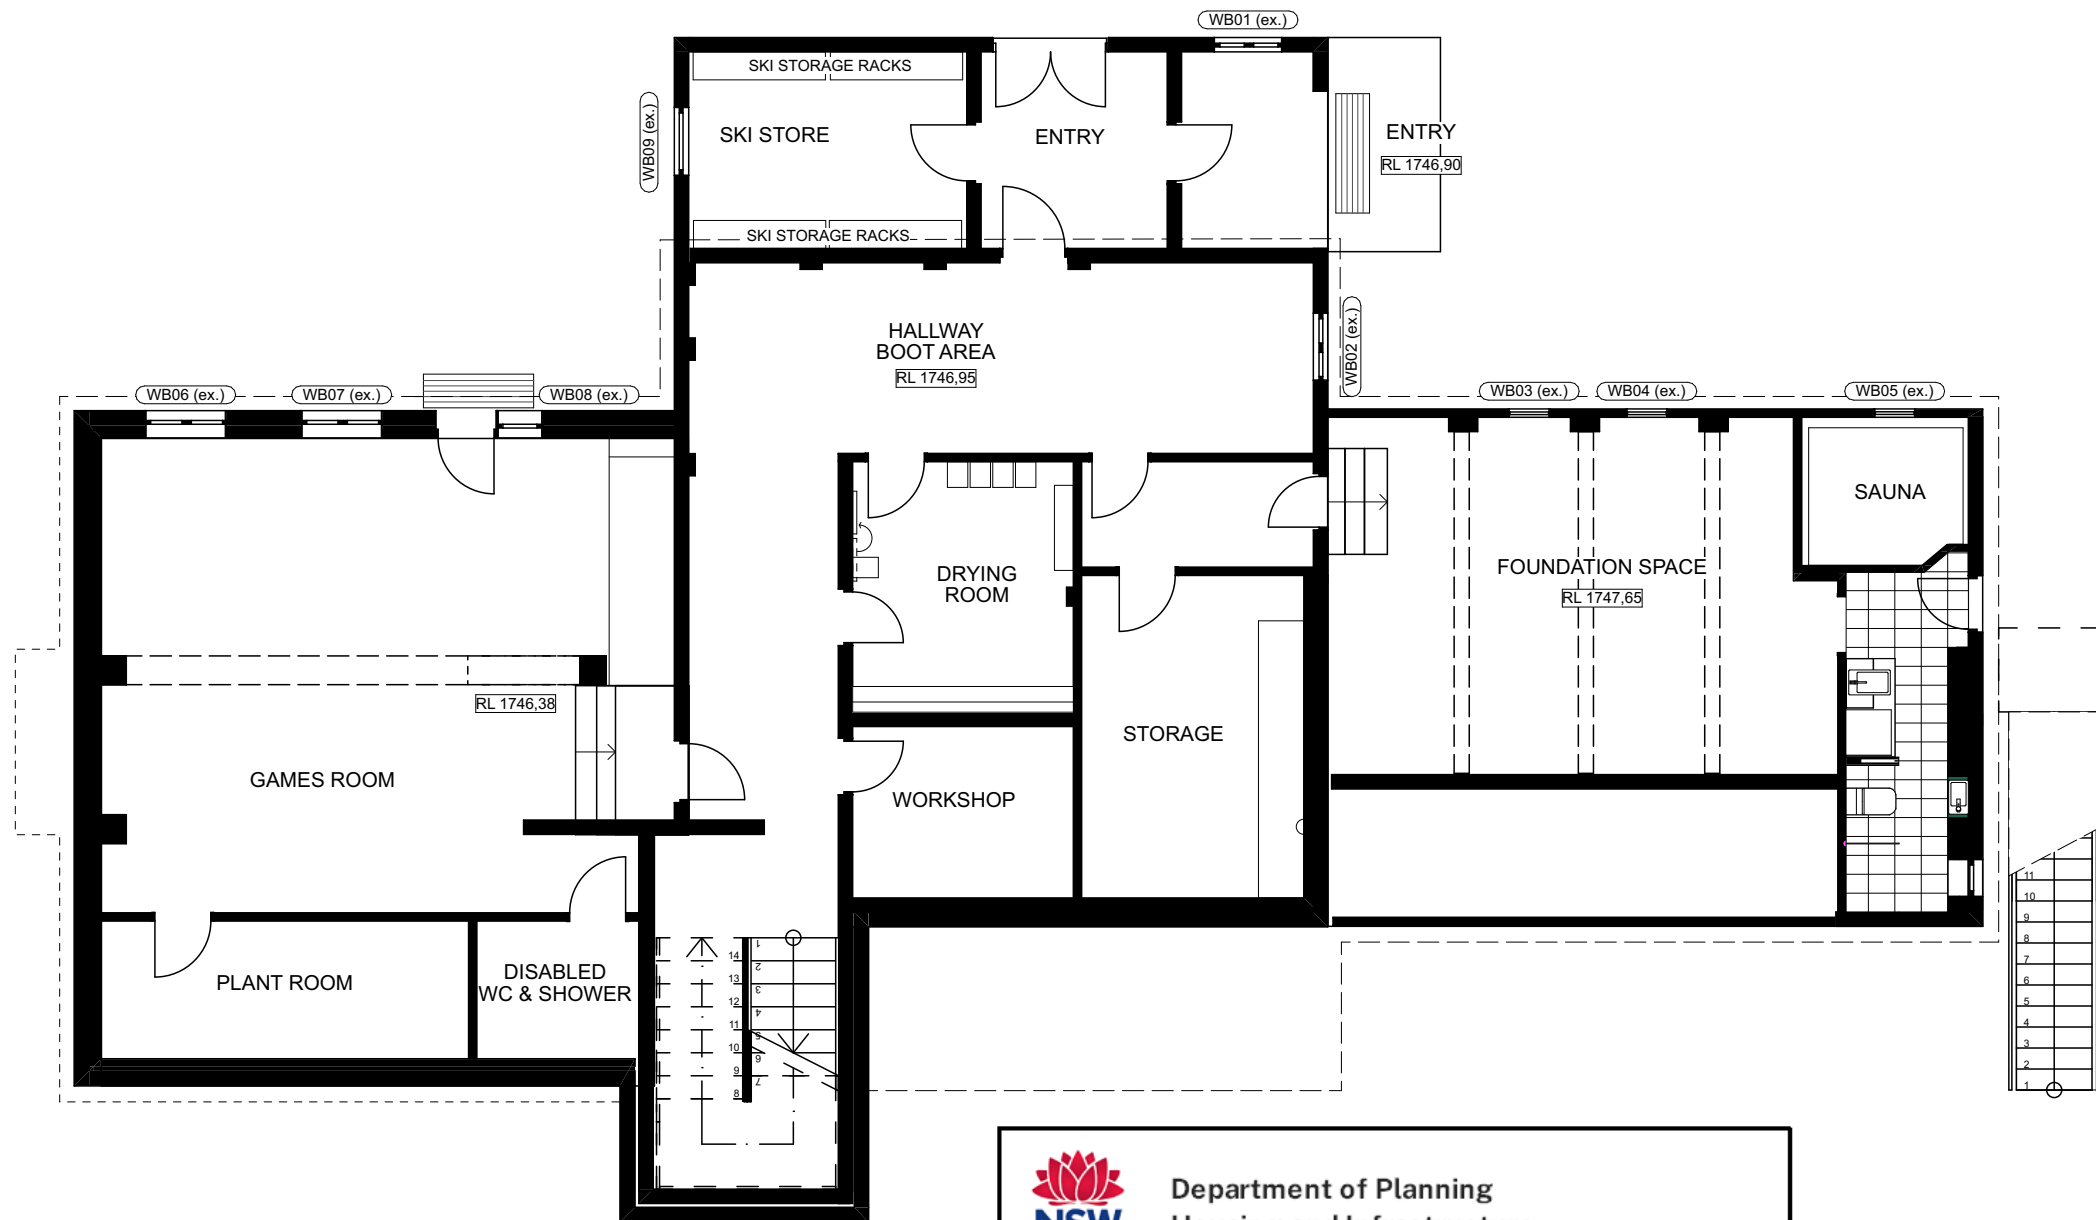 WB01 (ex.)
SKI STORAGE RACKS
WB09 (ex.)
SKI STORE
ENTRY
ENTRY
RL 1746,90
SKI STORAGE RACKS
HALLWAY
BOOT AREA
RL 1746,95
WB02 (ex.)
WB06 (ex.)
WB07 (ex.)
WB08 (ex.)
WB03 (ex.)
WB04 (ex.)
WB05 (ex.)
SAUNA
DRYING
ROOM
FOUNDATION SPACE
RL 1747,65
RL 1746,38
STORAGE
GAMES ROOM
WORKSHOP
PLANT ROOM
DISABLED
WC & SHOWER
14
13
12
11
10
9
8
1
2
3
4
5
6
7
11
10
9
8
7
6
5
4
3
2
1
Department of Planning
NSW